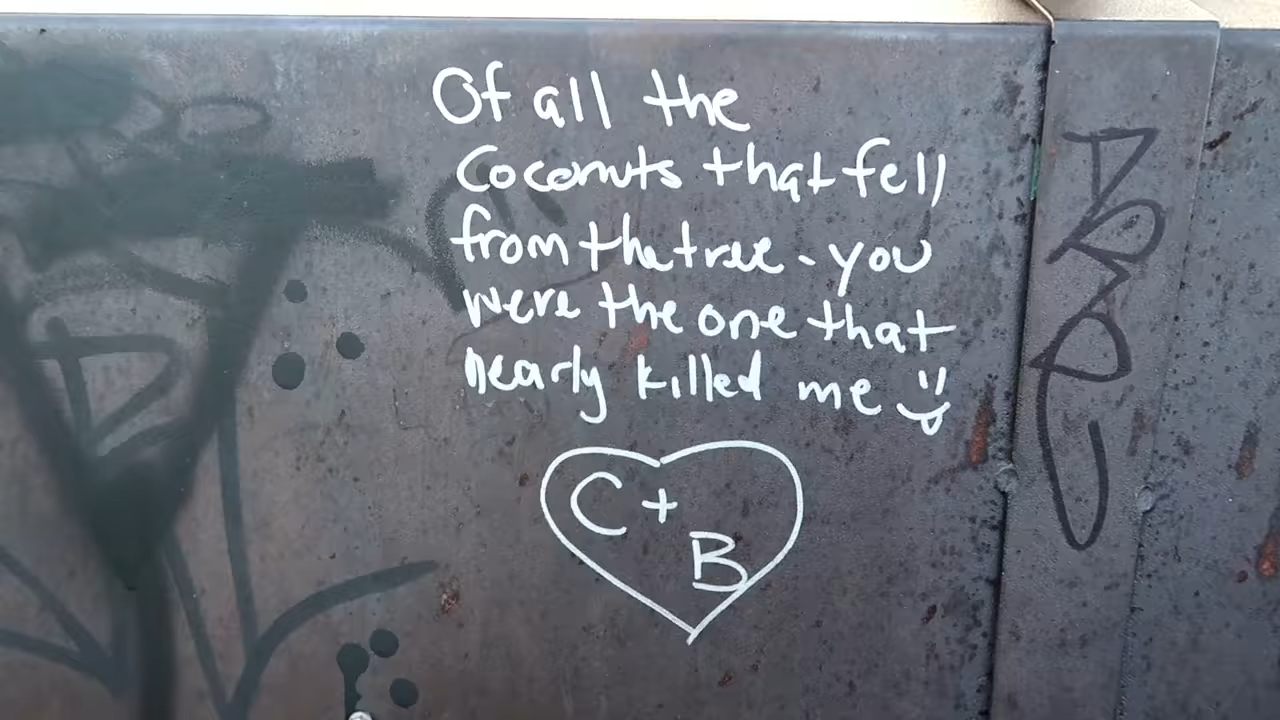 Of all the
Coconuts that fell
from the tree - you
were the one that
nearly killed me :)
C +
B